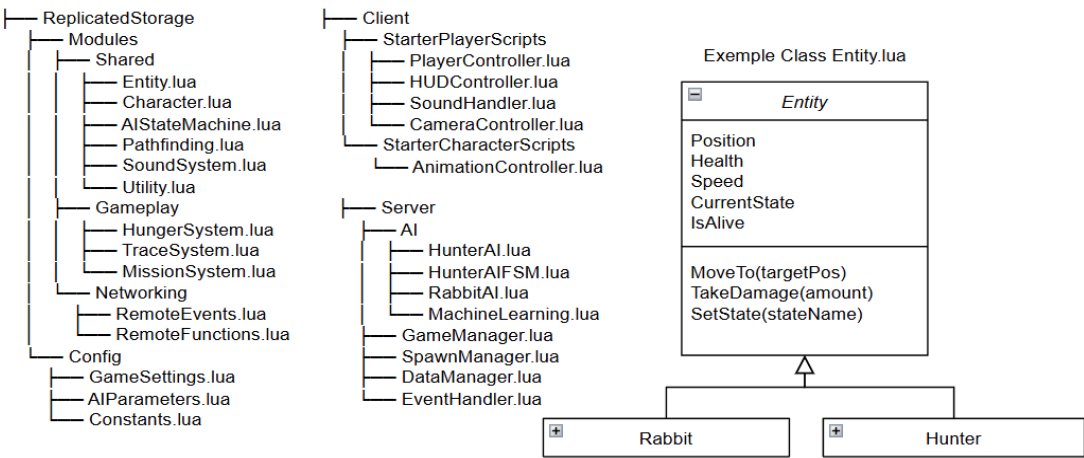 ReplicatedStorage
Modules
Shared
Entity.lua
Character.lua
AIStateMachine.lua
Pathfinding.lua
SoundSystem.lua
Utility.lua
Gameplay
HungerSystem.lua
TraceSystem.lua
MissionSystem.lua
Networking
RemoteEvents.lua
RemoteFunctions.lua
Config
GameSettings.lua
AIParameters.lua
Constants.lua
Client
StarterPlayerScripts
PlayerController.lua
HUDController.lua
SoundHandler.lua
CameraController.lua
StarterCharacterScripts
AnimationController.lua
Server
AI
HunterAI.lua
HunterAIFSM.lua
RabbitAI.lua
MachineLearning.lua
GameManager.lua
SpawnManager.lua
DataManager.lua
EventHandler.lua
Exemple Class Entity.lua
Entity
Position
Health
Speed
CurrentState
IsAlive
MoveTo(targetPos)
TakeDamage(amount)
SetState(stateName)
Rabbit
Hunter